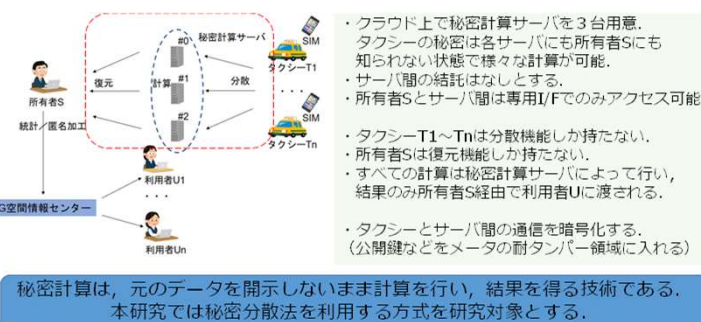 秘密計算サーバ
SIM
#0
タクシーT1
復元
計算
#1
分散
所有者S
SIM
#2
統計／匿名加工
タクシーTn
利用者U1
G空間情報センター
利用者Un
・クラウド上で秘密計算サーバを３台用意.
タクシーの秘密は各サーバにも所有者Sにも
知られない状態で様々な計算が可能.
・サーバ間の結託はなしとする.
・所有者Sとサーバ間は専用I/Fでのみアクセス可能
・タクシーT1～Tnは分散機能しか持たない.
・所有者Sは復元機能しか持たない.
・すべての計算は秘密計算サーバによって行い,
結果のみ所有者S経由で利用者Uに渡される.
・タクシーとサーバ間の通信を暗号化する.
（公開鍵などをメータの耐タンパー領域に入れる）
秘密計算は，元のデータを開示しないまま計算を行い，結果を得る技術である.
本研究では秘密分散法を利用する方式を研究対象とする.